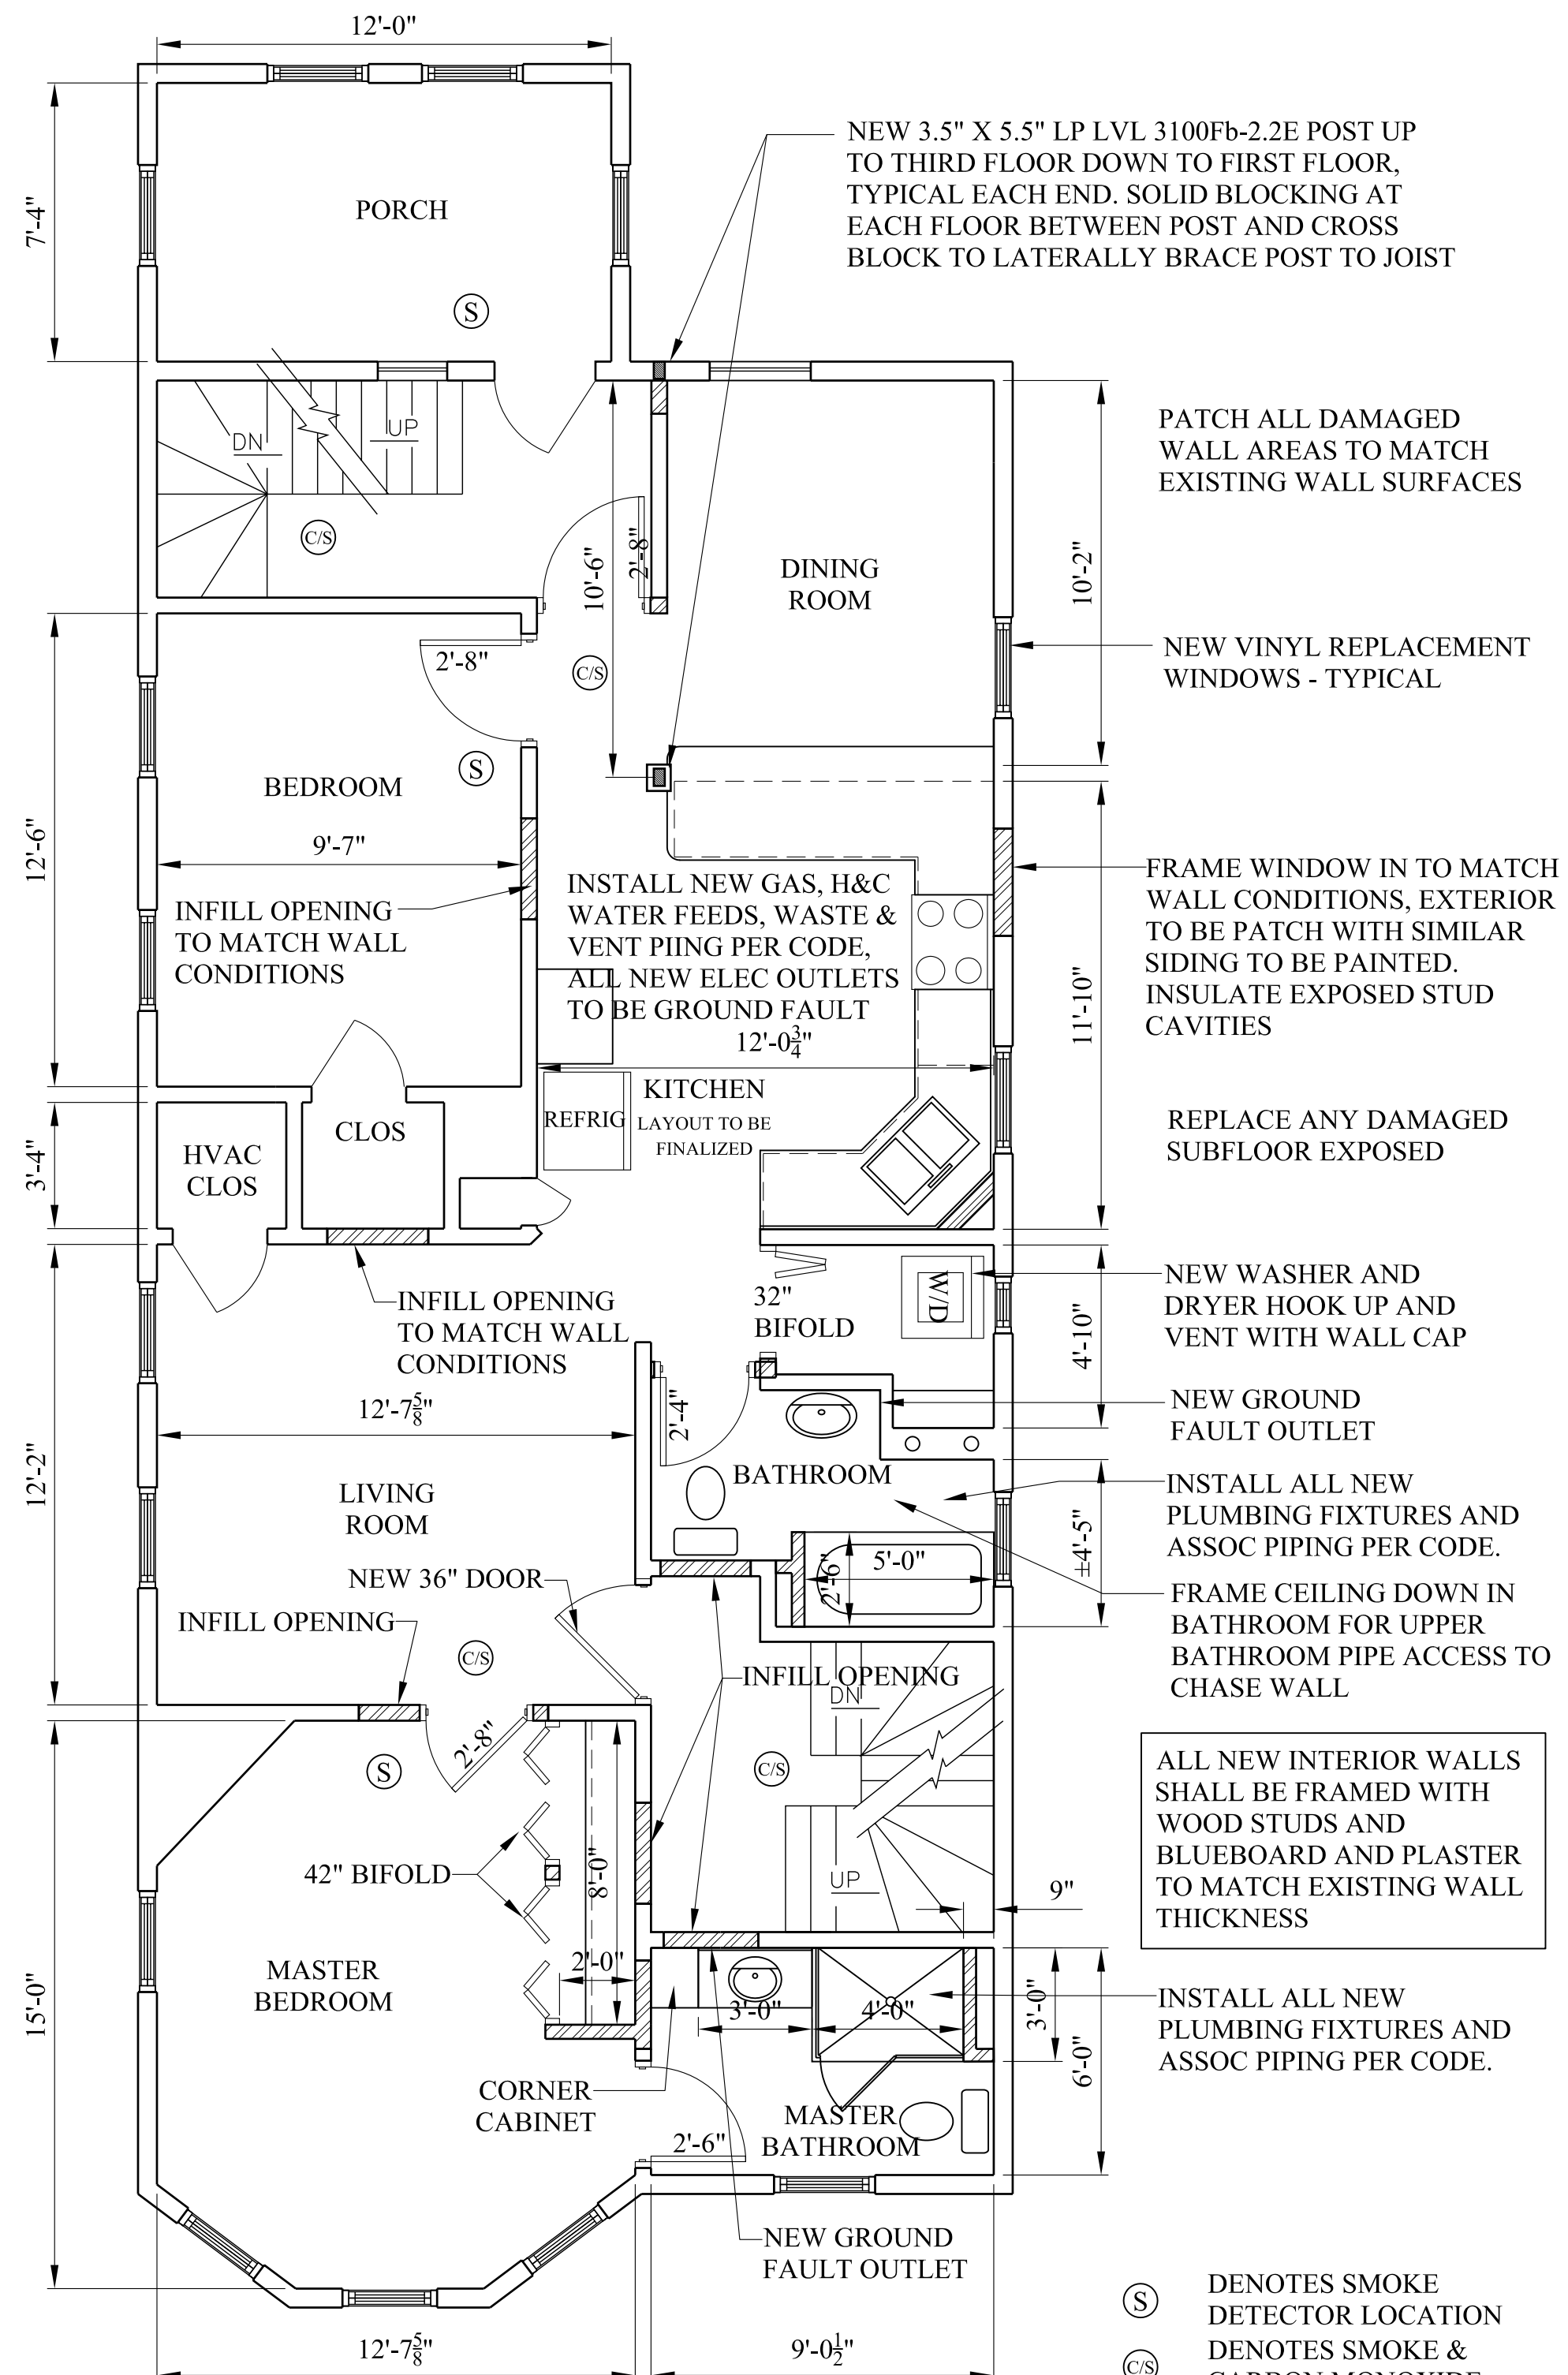 12'-0"
7'-4"
PORCH
S
NEW 3.5" X 5.5" LP LVL 3100Fb-2.2E POST UP
TO THIRD FLOOR DOWN TO FIRST FLOOR,
TYPICAL EACH END. SOLID BLOCKING AT
EACH FLOOR BETWEEN POST AND CROSS
BLOCK TO LATERALLY BRACE POST TO JOIST
DN
UP
C/S
10'-6"
2'-8"
DINING
ROOM
10'-2"
PATCH ALL DAMAGED
WALL AREAS TO MATCH
EXISTING WALL SURFACES
NEW VINYL REPLACEMENT
WINDOWS - TYPICAL
2'-8"
C/S
S
BEDROOM
12'-6"
9'-7"
INFILL OPENING
TO MATCH WALL
CONDITIONS
INSTALL NEW GAS, H&C
WATER FEEDS, WASTE &
VENT PIING PER CODE,
ALL NEW ELEC OUTLETS
TO BE GROUND FAULT
12'-0 3/4"
11'-10"
FRAME WINDOW IN TO MATCH
WALL CONDITIONS, EXTERIOR
TO BE PATCH WITH SIMILAR
SIDING TO BE PAINTED.
INSULATE EXPOSED STUD
CAVITIES
KITCHEN
LAYOUT TO BE
FINALIZED
REFRIG
3'-4"
HVAC
CLOS
CLOS
REPLACE ANY DAMAGED
SUBFLOOR EXPOSED
INFILL OPENING
TO MATCH WALL
CONDITIONS
32"
BIFOLD
W/D
4'-10"
NEW WASHER AND
DRYER HOOK UP AND
VENT WITH WALL CAP
12'-7 5/8"
2'-4"
NEW GROUND
FAULT OUTLET
12'-2"
LIVING
ROOM
BATHROOM
±4'-5"
INSTALL ALL NEW
PLUMBING FIXTURES AND
ASSOC PIPING PER CODE.
2'-6"
5'-0"
NEW 36" DOOR
INFILL OPENING
FRAME CEILING DOWN IN
BATHROOM FOR UPPER
BATHROOM PIPE ACCESS TO
CHASE WALL
C/S
INFILL OPENING
DN
2'-8"
S
C/S
ALL NEW INTERIOR WALLS
SHALL BE FRAMED WITH
WOOD STUDS AND
BLUEBOARD AND PLASTER
TO MATCH EXISTING WALL
THICKNESS
42" BIFOLD
8'-0"
UP
9"
15'-0"
MASTER
BEDROOM
2'-0"
3'-0"
4'-0"
3'-0"
6'-0"
INSTALL ALL NEW
PLUMBING FIXTURES AND
ASSOC PIPING PER CODE.
CORNER
CABINET
MASTER
BATHROOM
2'-6"
NEW GROUND
FAULT OUTLET
12'-7 5/8"
9'-0 1/2"
S
DENOTES SMOKE
DETECTOR LOCATION
C/S
DENOTES SMOKE &
CARBON MONOXIDE